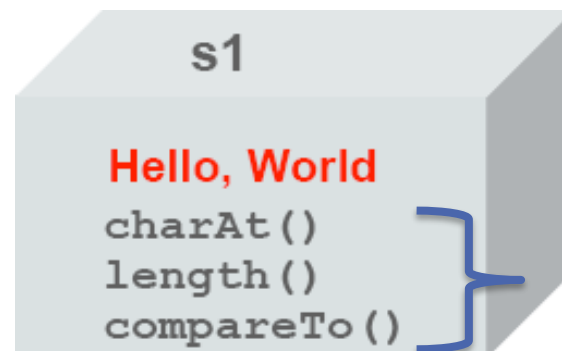 s1
Hello, World
charAt()
length()
compareTo()